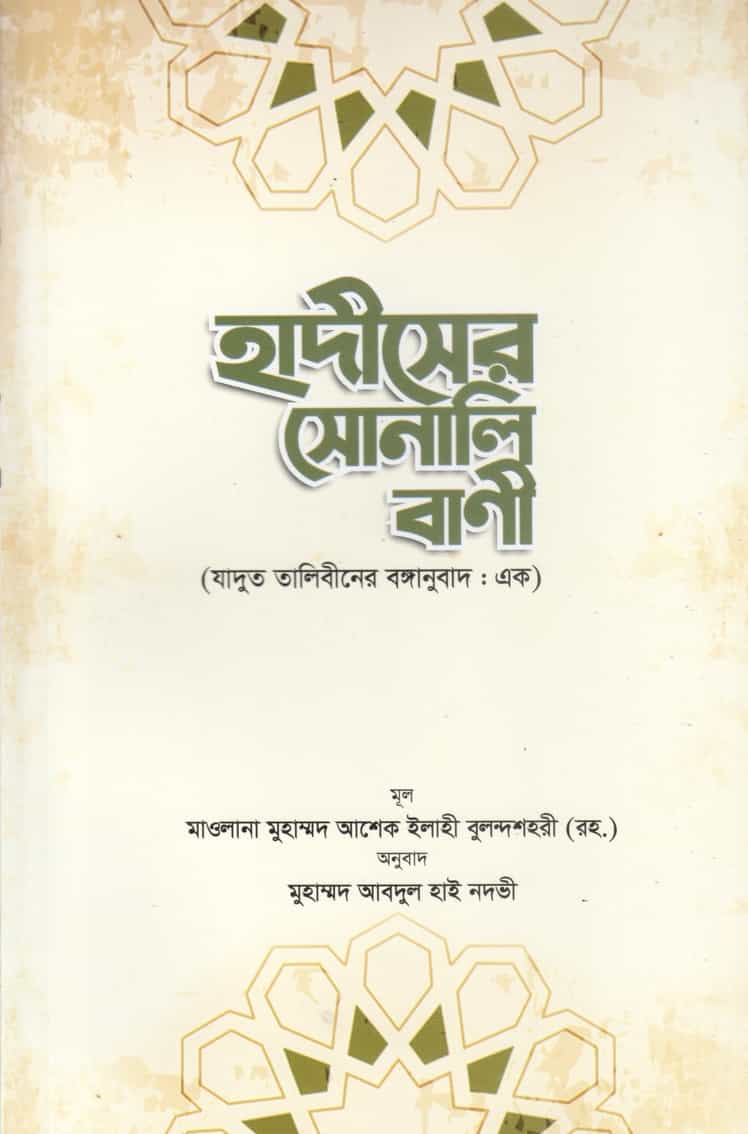 হাদীসের
সোনালি
বাণী
(যাদুত তালিবীনের বঙ্গানুবাদ : এক)
মূল
মাওলানা মুহাম্মদ আশেক ইলাহী বুলন্দশহরী (রহ.)
অনুবাদ
মুহাম্মদ আবদুল হাই নদভী